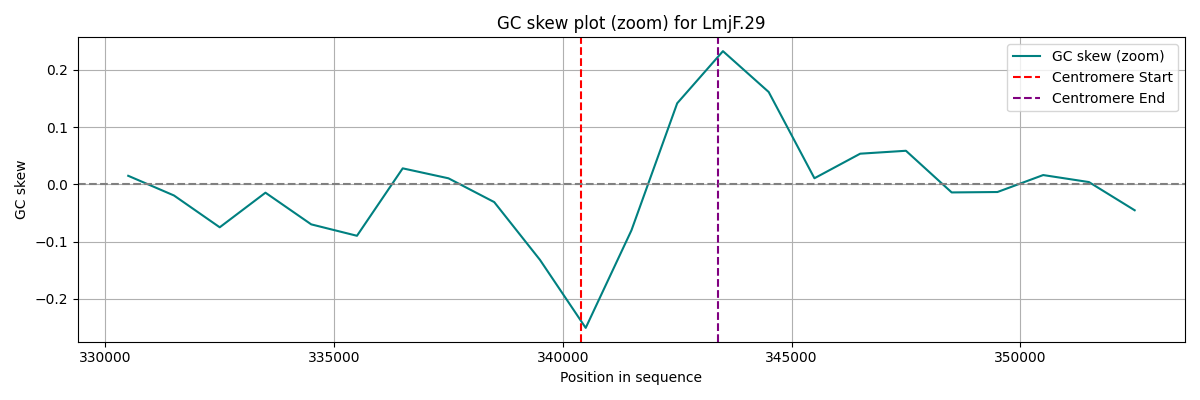 GC skew plot (zoom) for LmjF.29
GC skew (zoom)
Centromere Start
Centromere End
0.2
0.1
0.0
−0.1
−0.2
GC skew
330000 335000 340000 345000 350000
Position in sequence